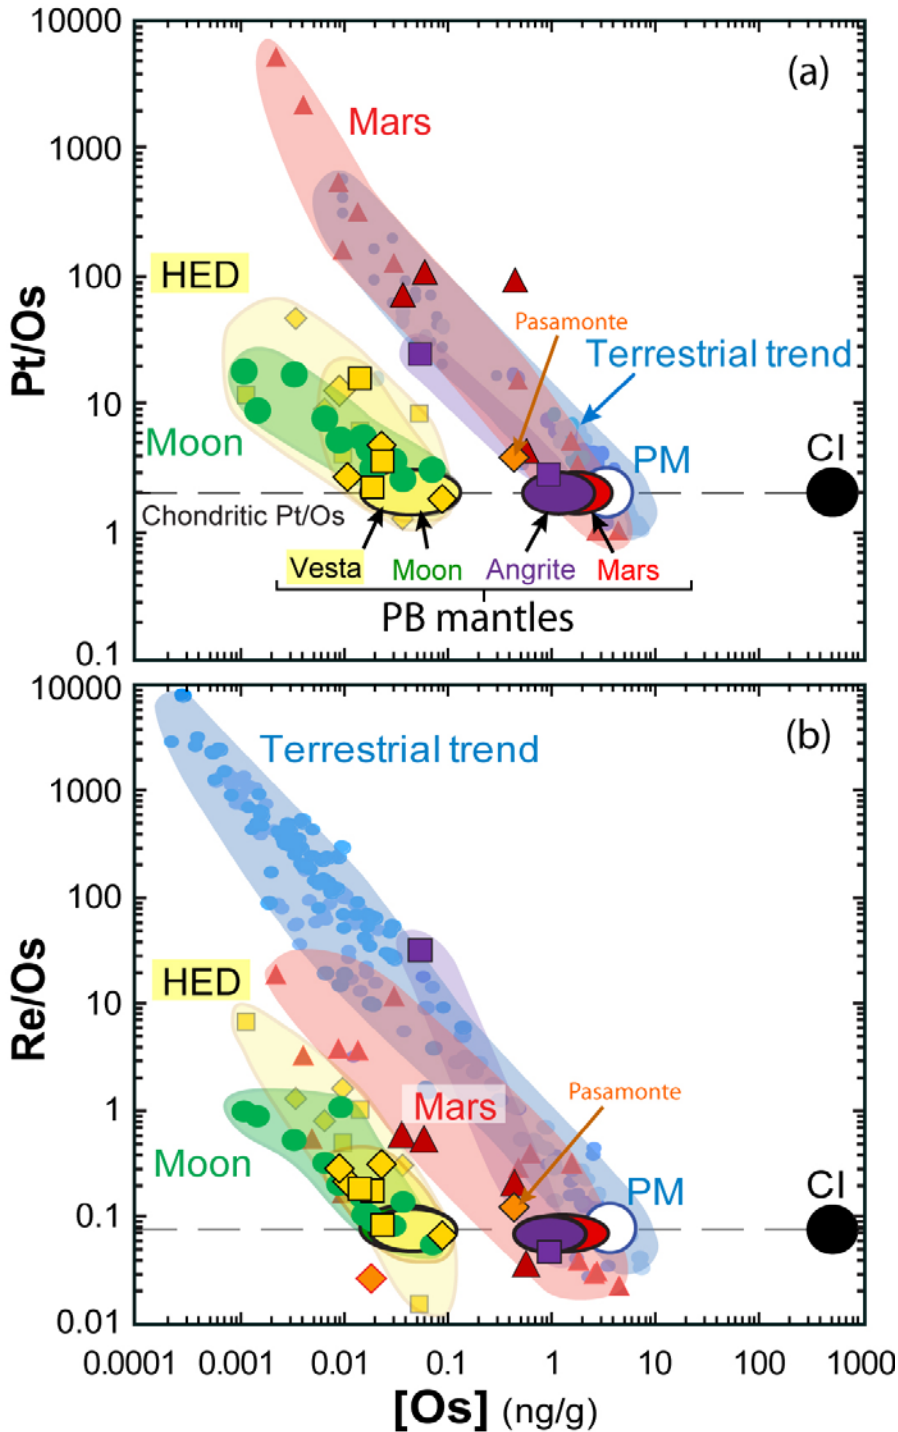 10000
(a)
Mars
1000
HED
100
Pasamonte
Terrestrial trend
Pt/Os
10
Moon
PM
CI
Chondritic Pt/Os
1
Vesta
Moon
Angrite
Mars
PB mantles
0.1
10000
(b)
Terrestrial trend
1000
100
HED
Re/Os
10
Pasamonte
Mars
1
Moon
PM
CI
0.1
0.01
0.0001 0.001 0.01 0.1 1 10 100 1000
[Os] (ng/g)